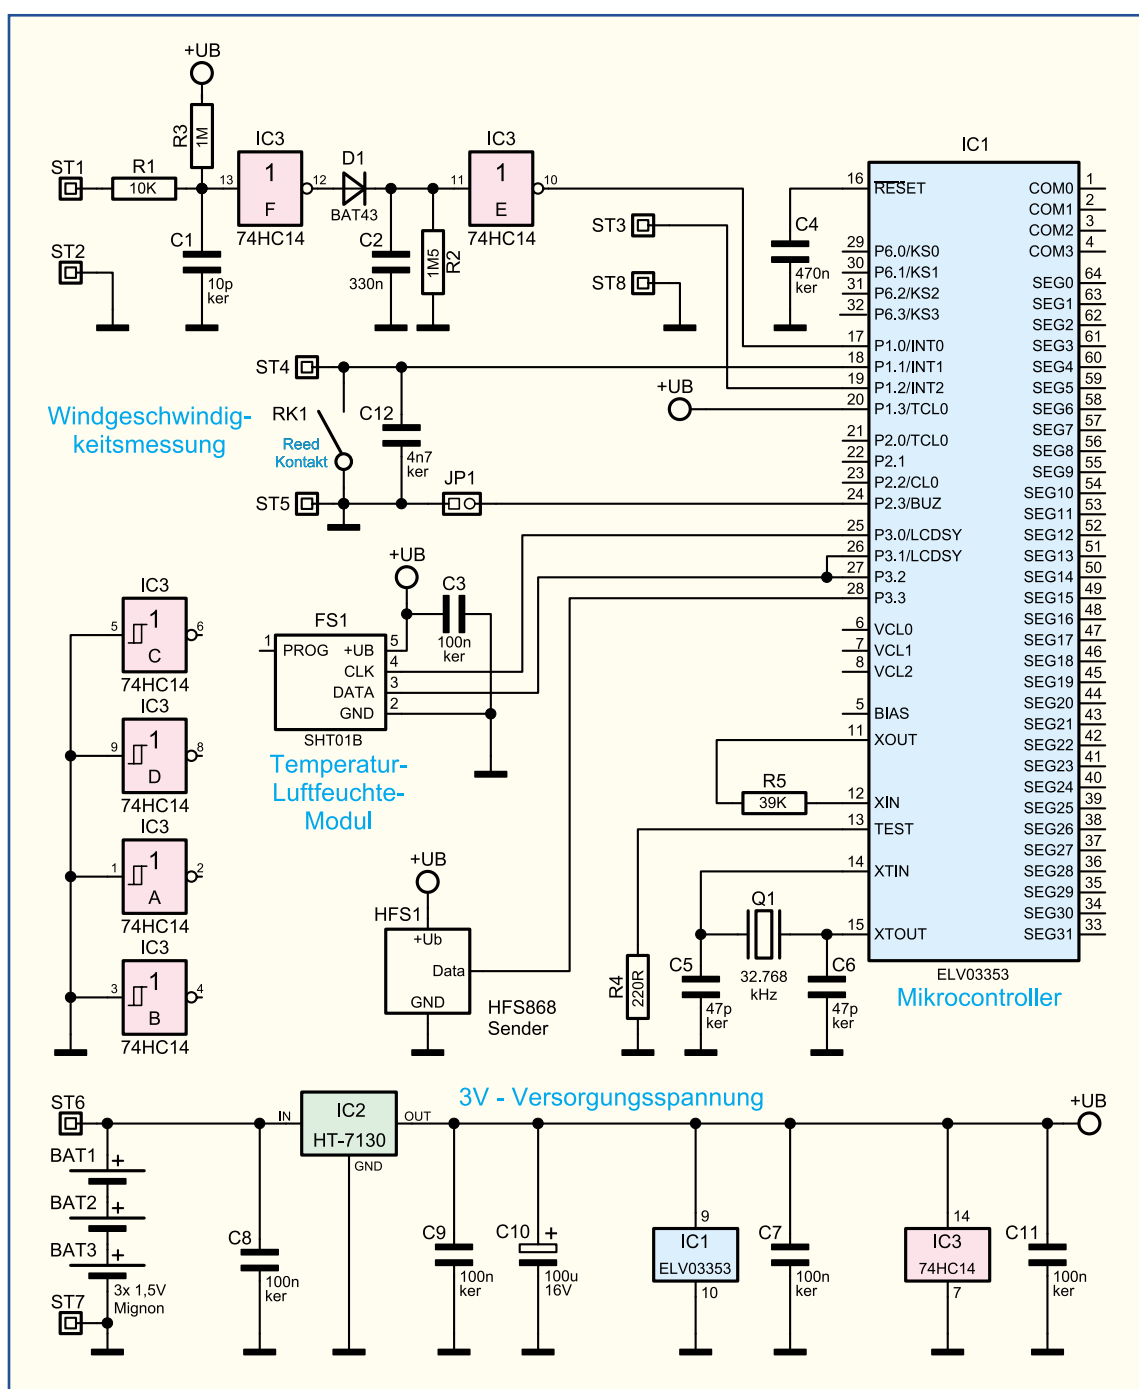 +UB
R3
1M
ST1
R1
10K
13
IC3
1
F
74HC14
12
D1
BAT43
11
IC3
1
E
74HC14
10
C1
10p
ker
C2
330n
R2
1M5
ST2
ST3
ST8
C4
470n
ker
IC1
16 RESET
29 P6.0/KS0
30 P6.1/KS1
31 P6.2/KS2
32 P6.3/KS3
17 P1.0/INT0
18 P1.1/INT1
19 P1.2/INT2
20 P1.3/TCL0
21 P2.0/TCL0
22 P2.1
23 P2.2/CL0
24 P2.3/BUZ
25 P3.0/LCDSY
26 P3.1/LCDSY
27 P3.2
28 P3.3
6 VCL0
7 VCL1
8 VCL2
5 BIAS
11 XOUT
12 XIN
13 TEST
14 XTIN
15 XTOUT
COM0 1
COM1 2
COM2 3
COM3 4
SEG0 64
SEG1 63
SEG2 62
SEG3 61
SEG4 60
SEG5 59
SEG6 58
SEG7 57
SEG8 56
SEG9 55
SEG10 54
SEG11 53
SEG12 52
SEG13 51
SEG14 50
SEG15 49
SEG16 48
SEG17 47
SEG18 46
SEG19 45
SEG20 44
SEG21 43
SEG22 42
SEG23 41
SEG24 40
SEG25 39
SEG26 38
SEG27 37
SEG28 36
SEG29 35
SEG30 34
SEG31 33
ELV03353
Mikrocontroller
ST4
+UB
Windgeschwindig-
keitsmessung
RK1
Reed
Kontakt
C12
4n7
ker
ST5
JP1
+UB
C3
100n
ker
FS1
1 PROG
+UB 5
CLK 4
DATA 3
GND 2
SHT01B
Temperatur-
Luftfeuchte-
Modul
IC3
5
1
C
6
74HC14
IC3
9
1
D
8
74HC14
IC3
1
1
A
2
74HC14
IC3
3
1
B
4
74HC14
+UB
HFS1
+Ub
Data
GND
HFS868
Sender
R5
39K
R4
220R
Q1
32.768
kHz
C5
47p
ker
C6
47p
ker
3V - Versorgungsspannung
ST6
BAT1
+
BAT2
+
BAT3
+
3x 1,5V
Mignon
ST7
C8
100n
ker
IN
IC2
HT-7130
OUT
GND
C9
100n
ker
C10
+
100u
16V
9
IC1
ELV03353
10
C7
100n
ker
14
IC3
74HC14
7
C11
100n
ker
+UB